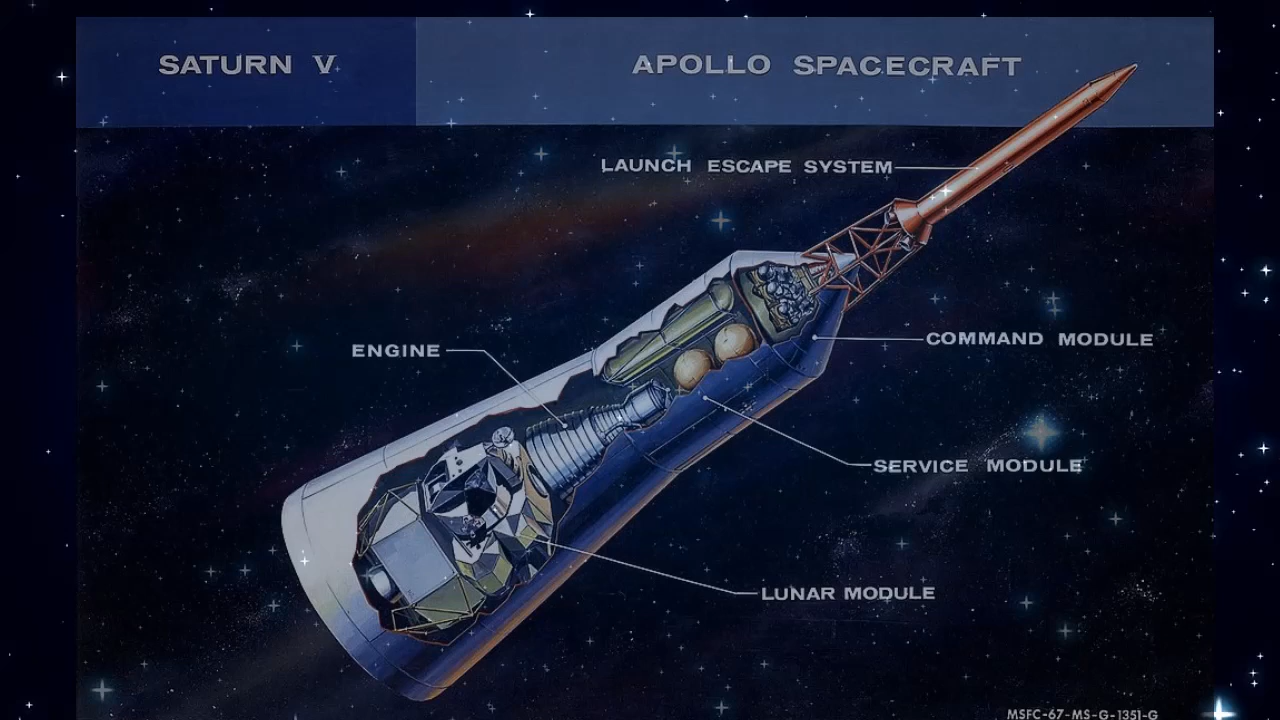 SATURN V
APOLLO SPACECRAFT
LAUNCH ESCAPE SYSTEM
COMMAND MODULE
ENGINE
SERVICE MODULE
LUNAR MODULE
MSFC-67-MS-G-1351-G